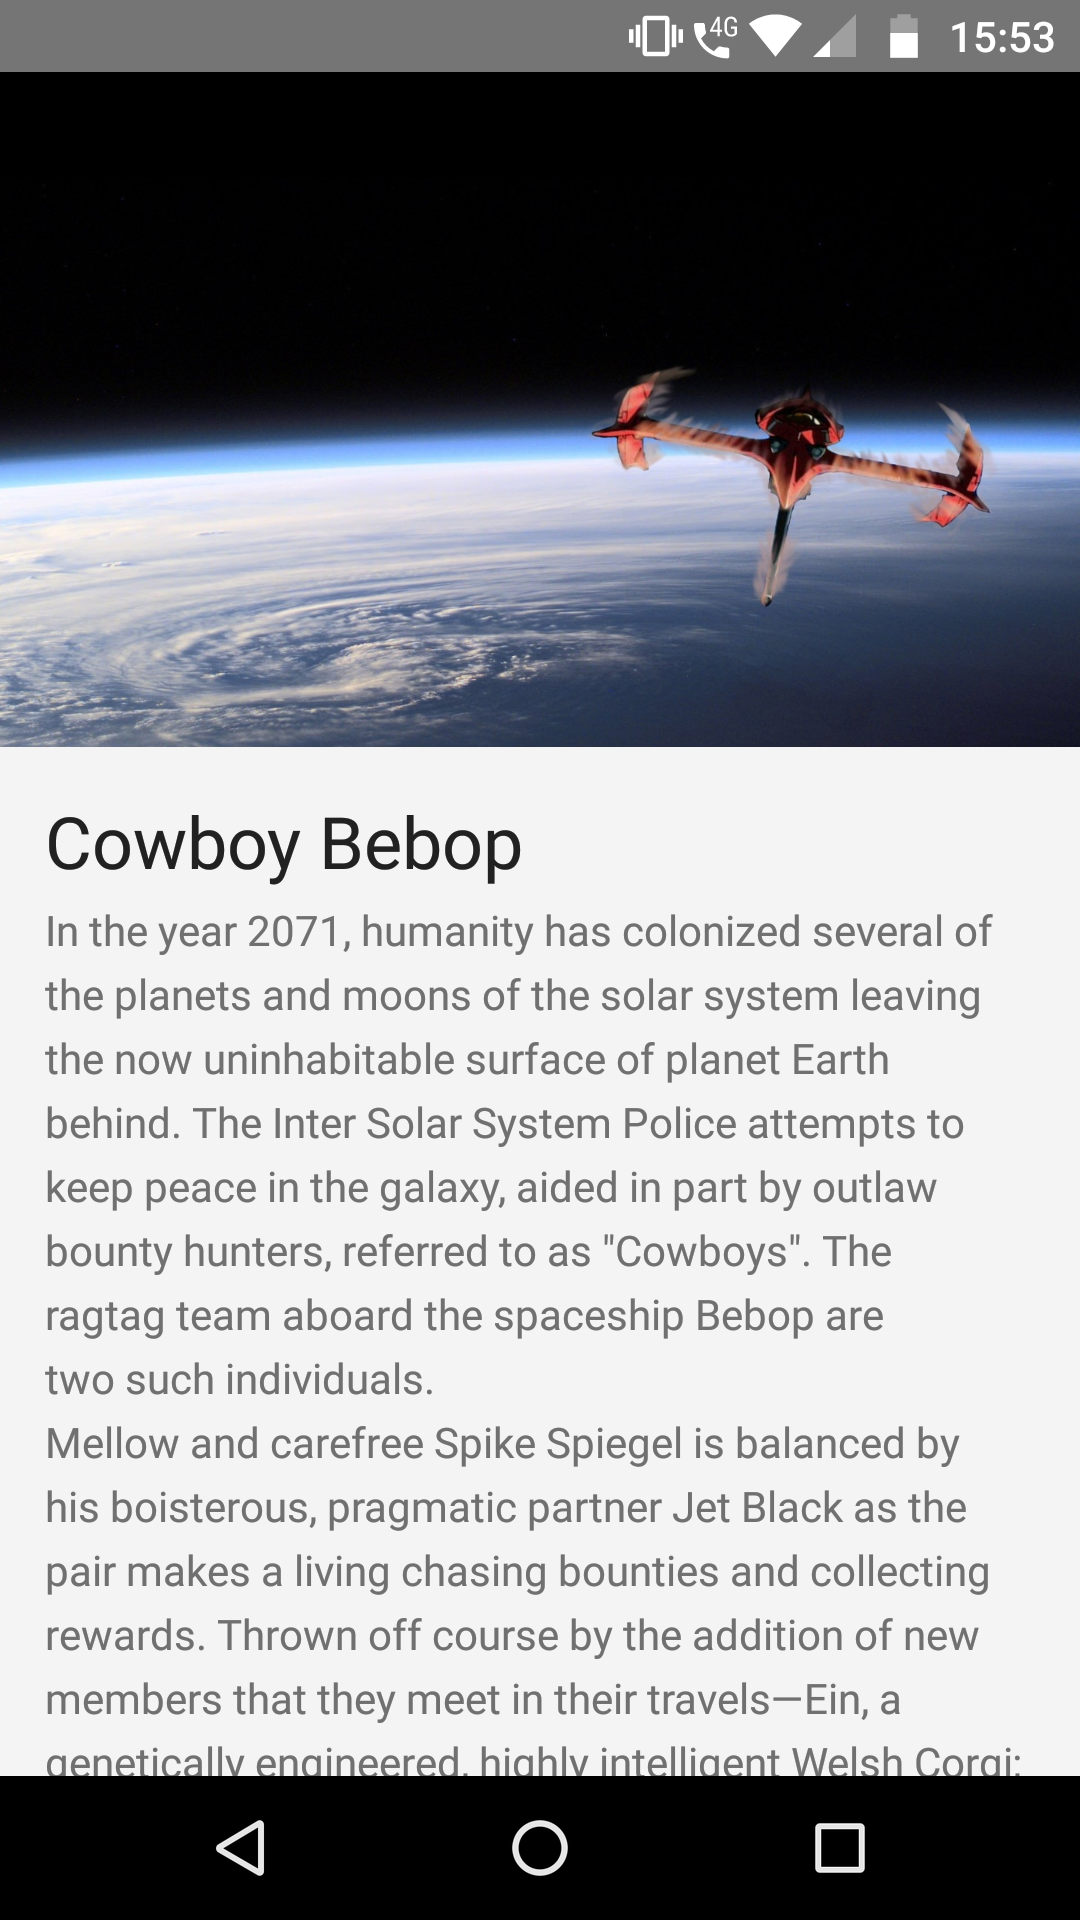 4G 15:53
Cowboy Bebop
In the year 2071, humanity has colonized several of
the planets and moons of the solar system leaving
the now uninhabitable surface of planet Earth
behind. The Inter Solar System Police attempts to
keep peace in the galaxy, aided in part by outlaw
bounty hunters, referred to as "Cowboys". The
ragtag team aboard the spaceship Bebop are
two such individuals.
Mellow and carefree Spike Spiegel is balanced by
his boisterous, pragmatic partner Jet Black as the
pair makes a living chasing bounties and collecting
rewards. Thrown off course by the addition of new
members that they meet in their travels—Ein, a
genetically engineered, highly intelligent Welsh Corgi;